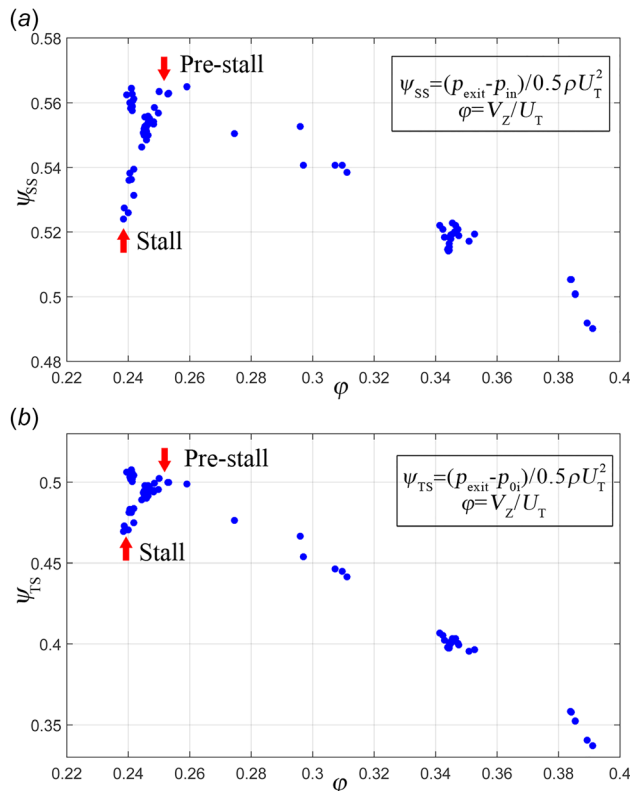 (a)
0.58
0.56
0.54
0.52
0.5
0.48
ψSS
Pre-stall
Stall
ψSS=(pexit-pin)/0.5ρUT²
φ=VZ/UT
0.22 0.24 0.26 0.28 0.3 0.32 0.34 0.36 0.38 0.4
φ
(b)
0.5
0.45
0.4
0.35
ψTS
Pre-stall
Stall
ψTS=(pexit-p0i)/0.5ρUT²
φ=VZ/UT
0.22 0.24 0.26 0.28 0.3 0.32 0.34 0.36 0.38 0.4
φ